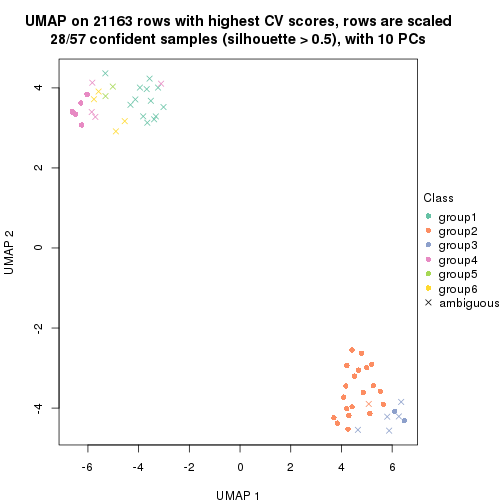 UMAP on 21163 rows with highest CV scores, rows are scaled
28/57 confident samples (silhouette > 0.5), with 10 PCs
4
2
0
-2
-4
UMAP 2
-6
-4
-2
0
2
4
6
UMAP 1
Class
group1
group2
group3
group4
group5
group6
ambiguous